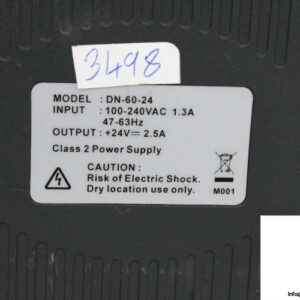 3498
MODEL : DN-60-24
INPUT : 100-240VAC 1.3A
47-63Hz
OUTPUT : +24V ⎓ 2.5A
Class 2 Power Supply
CAUTION :
Risk of Electric Shock.
Dry location use only.
M001